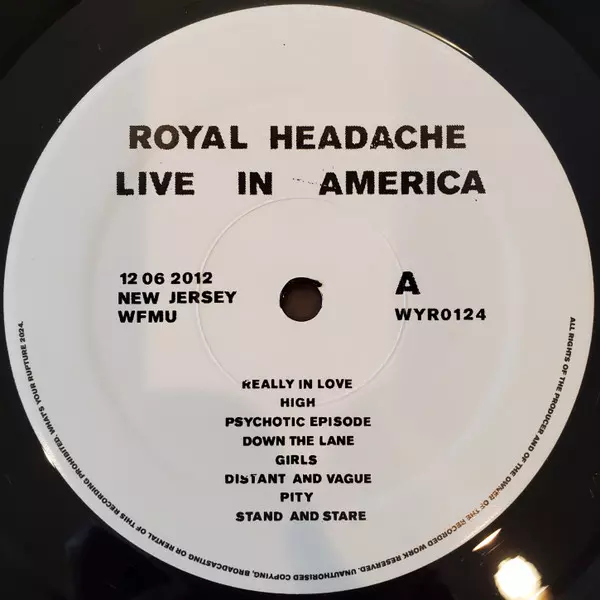 ROYAL HEADACHE
LIVE IN AMERICA
12 06 2012
NEW JERSEY
WFMU
A
WYR0124
REALLY IN LOVE
HIGH
PSYCHOTIC EPISODE
DOWN THE LANE
GIRLS
DISTANT AND VAGUE
PITY
STAND AND STARE
ALL RIGHTS OF THE PRODUCER AND OF THE OWNER OF THE RECORDED WORK RESERVED. UNAUTHORISED COPYING, BROADCASTING OR RENTAL OF THIS RECORDING PROHIBITED. WHAT'S YOUR RUPTURE 2024.